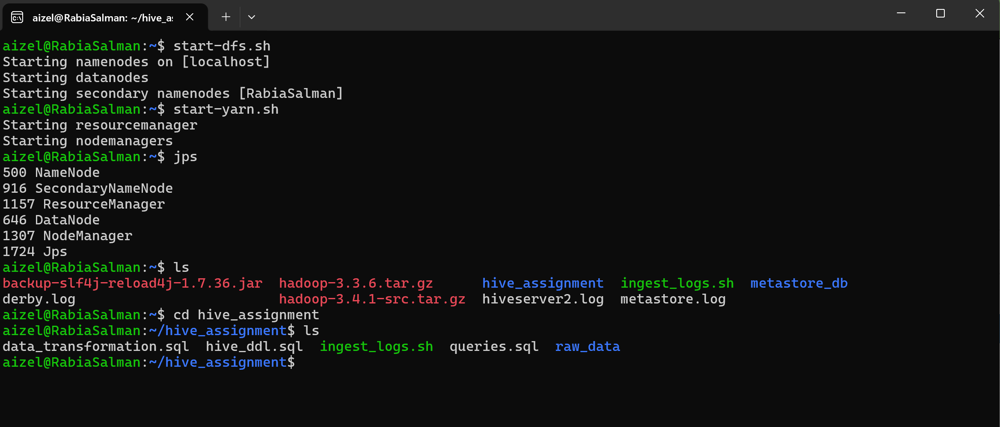 aizel@RabiaSalman: ~/hive_as
aizel@RabiaSalman:~$ start-dfs.sh
Starting namenodes on [localhost]
Starting datanodes
Starting secondary namenodes [RabiaSalman]
aizel@RabiaSalman:~$ start-yarn.sh
Starting resourcemanager
Starting nodemanagers
aizel@RabiaSalman:~$ jps
500 NameNode
916 SecondaryNameNode
1157 ResourceManager
646 DataNode
1307 NodeManager
1724 Jps
aizel@RabiaSalman:~$ ls
backup-slf4j-reload4j-1.7.36.jar  hadoop-3.3.6.tar.gz      hive_assignment  ingest_logs.sh  metastore_db
derby.log                         hadoop-3.4.1-src.tar.gz  hiveserver2.log  metastore.log
aizel@RabiaSalman:~$ cd hive_assignment
aizel@RabiaSalman:~/hive_assignment$ ls
data_transformation.sql  hive_ddl.sql  ingest_logs.sh  queries.sql  raw_data
aizel@RabiaSalman:~/hive_assignment$